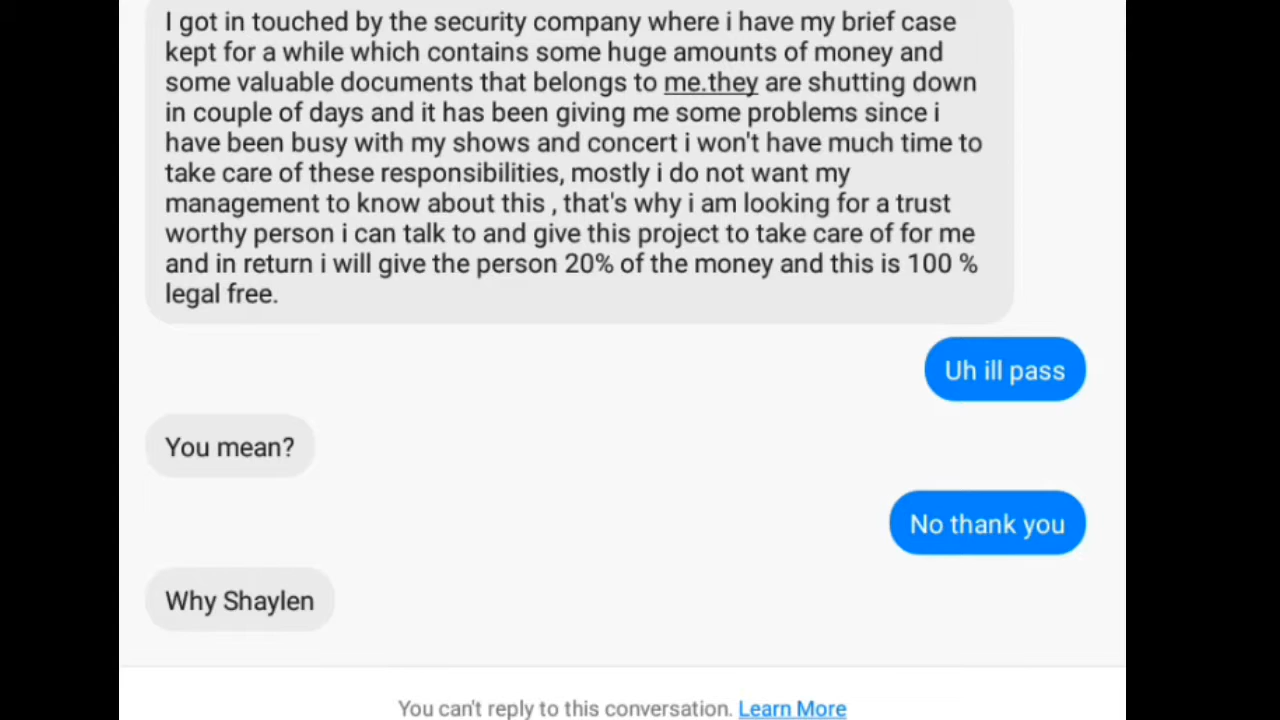 I got in touched by the security company where i have my brief case
kept for a while which contains some huge amounts of money and
some valuable documents that belongs to me.they are shutting down
in couple of days and it has been giving me some problems since i
have been busy with my shows and concert i won't have much time to
take care of these responsibilities, mostly i do not want my
management to know about this , that's why i am looking for a trust
worthy person i can talk to and give this project to take care of for me
and in return i will give the person 20% of the money and this is 100 %
legal free.
Uh ill pass
You mean?
No thank you
Why Shaylen
You can't reply to this conversation. Learn More